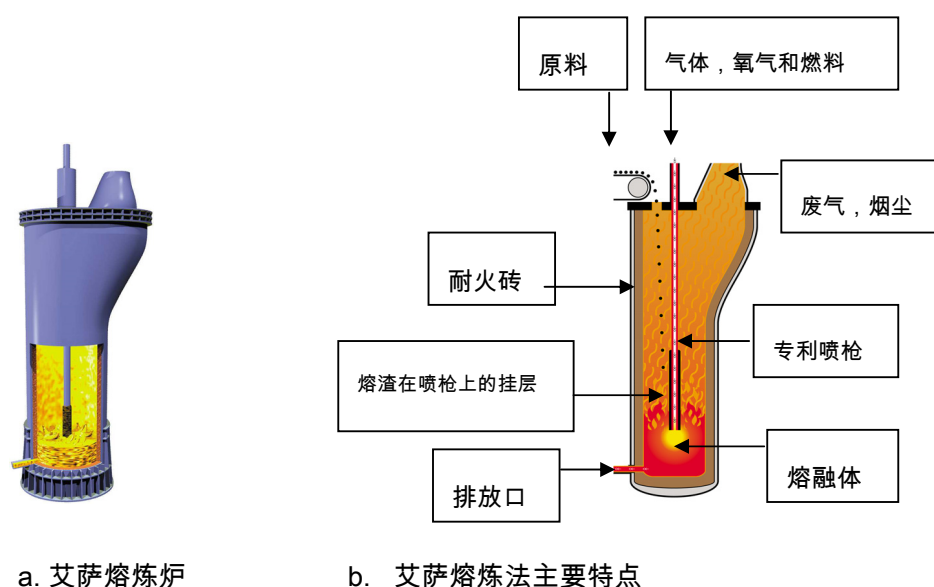 原料
气体，氧气和燃料
废气，烟尘
耐火砖
专利喷枪
熔渣在喷枪上的挂层
熔融体
排放口
a. 艾萨熔炼炉
b. 艾萨熔炼法主要特点